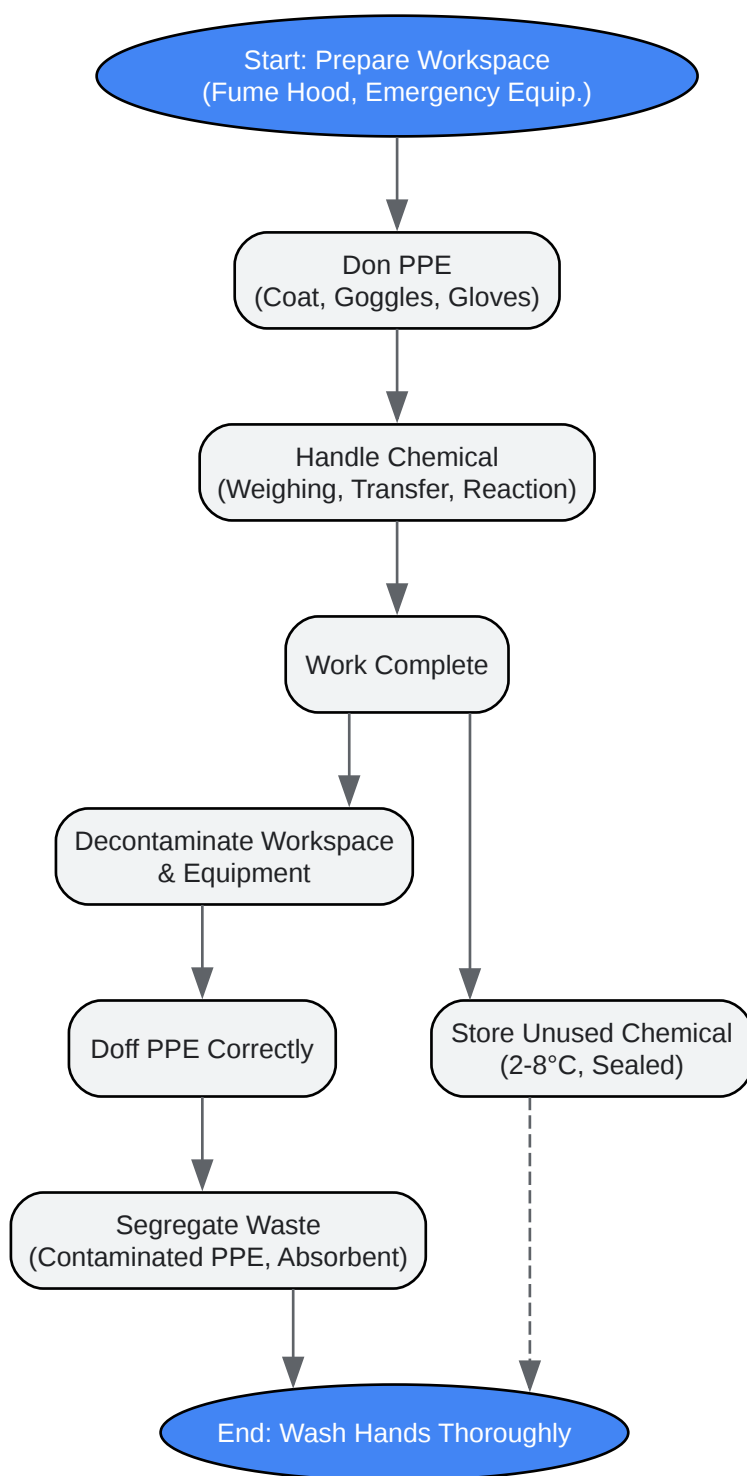 Start: Prepare Workspace
(Fume Hood, Emergency Equip.)
Don PPE
(Coat, Goggles, Gloves)
Handle Chemical
(Weighing, Transfer, Reaction)
Work Complete
Decontaminate Workspace
& Equipment
Doff PPE Correctly
Store Unused Chemical
(2-8°C, Sealed)
Segregate Waste
(Contaminated PPE, Absorbent)
End: Wash Hands Thoroughly